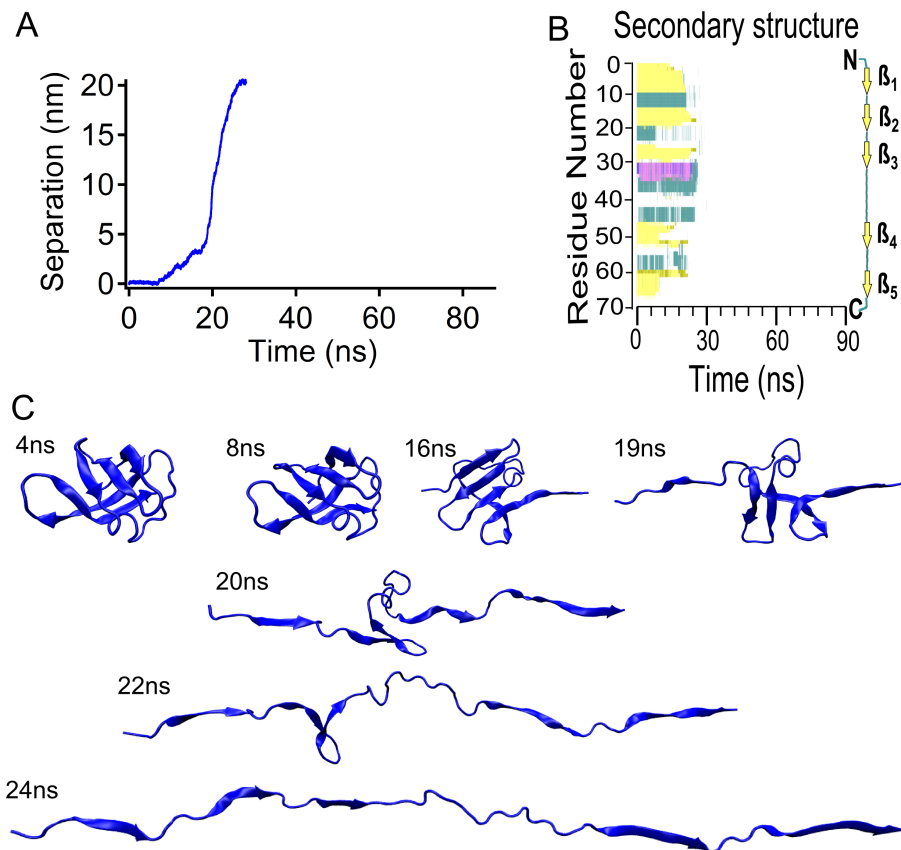 A
Separation (nm)
20
15
10
5
0
0 20 40 60 80
Time (ns)
B
Secondary structure
Residue Number
0
10
20
30
40
50
60
70
0 30 60 90
Time (ns)
N
ß1
ß2
ß3
ß4
ß5
C
C
4ns 8ns 16ns 19ns
20ns
22ns
24ns